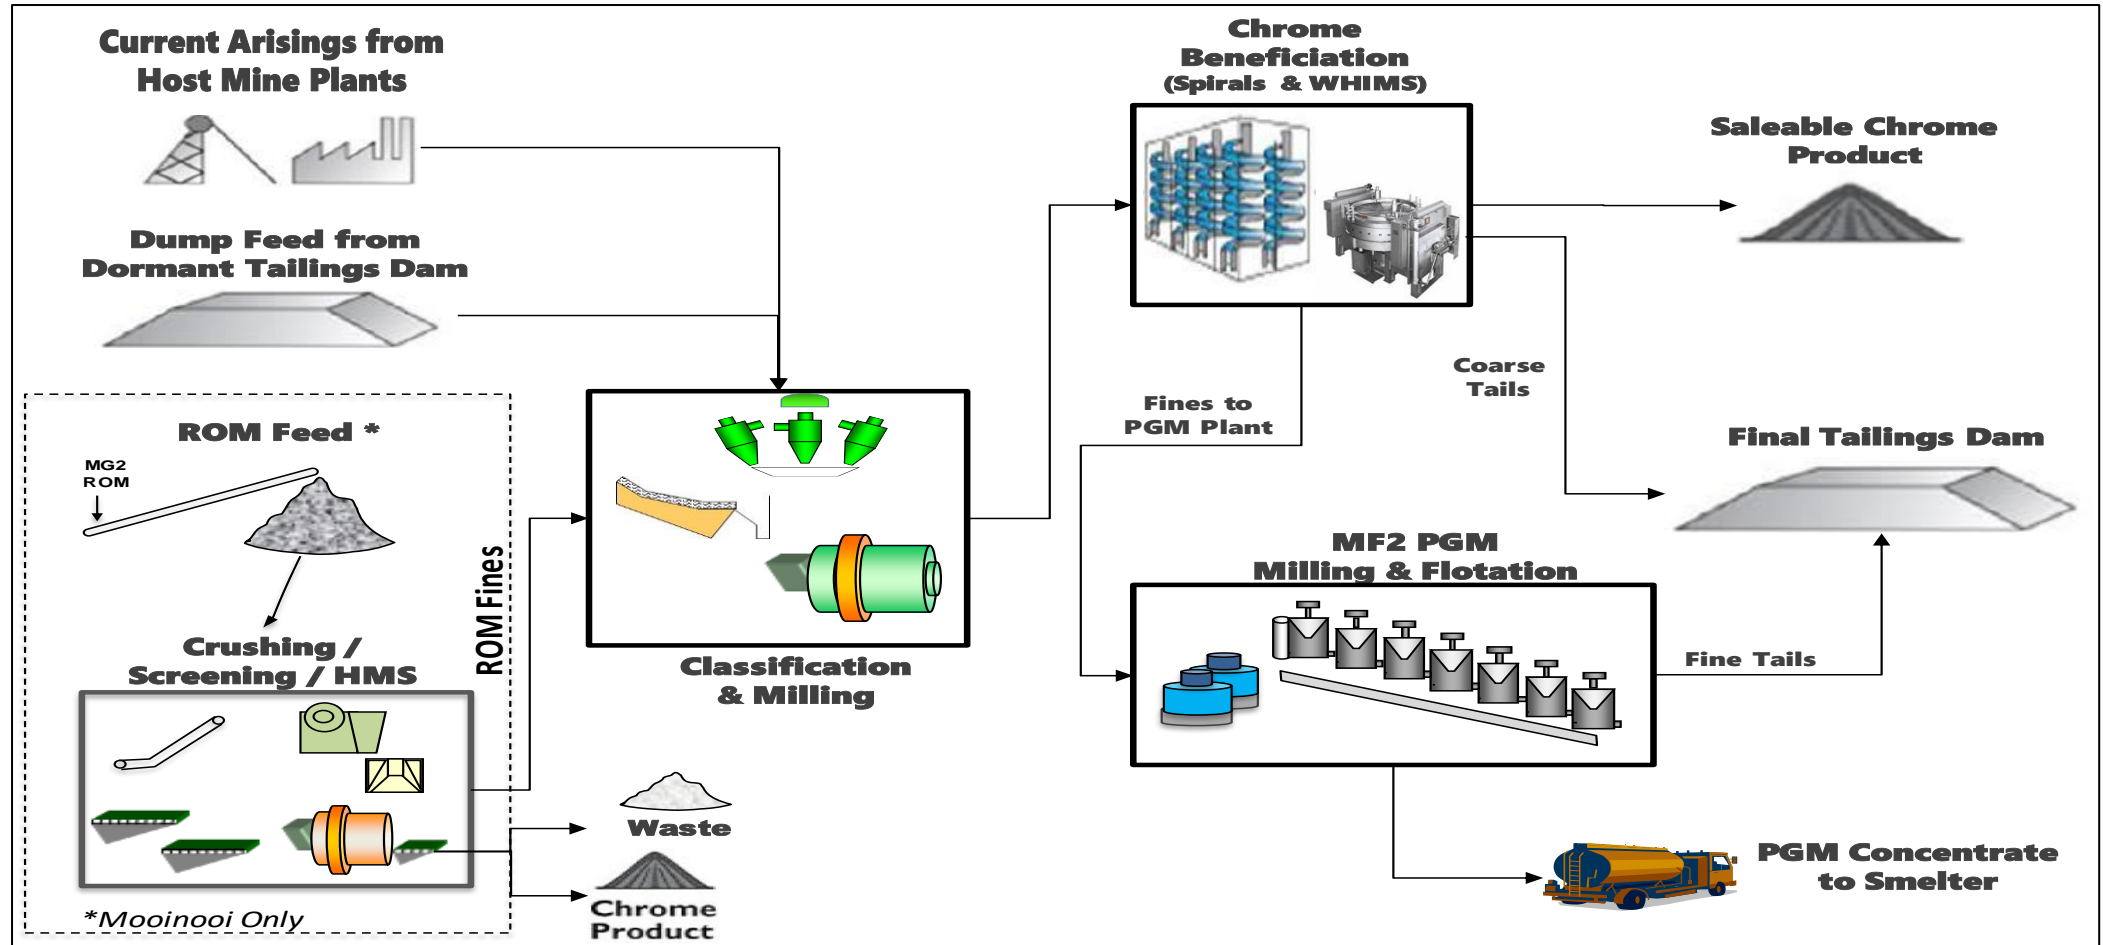 Current Arisings from
Host Mine Plants
Dump Feed from
Dormant Tailings Dam
ROM Feed *
MG2
ROM
ROM Fines
Crushing /
Screening / HMS
*Mooinooi Only
Classification
& Milling
Waste
Chrome
Product
Chrome
Beneficiation
(Spirals & WHIMS)
Fines to
PGM Plant
Coarse
Tails
Saleable Chrome
Product
Final Tailings Dam
MF2 PGM
Milling & Flotation
Fine Tails
PGM Concentrate
to Smelter